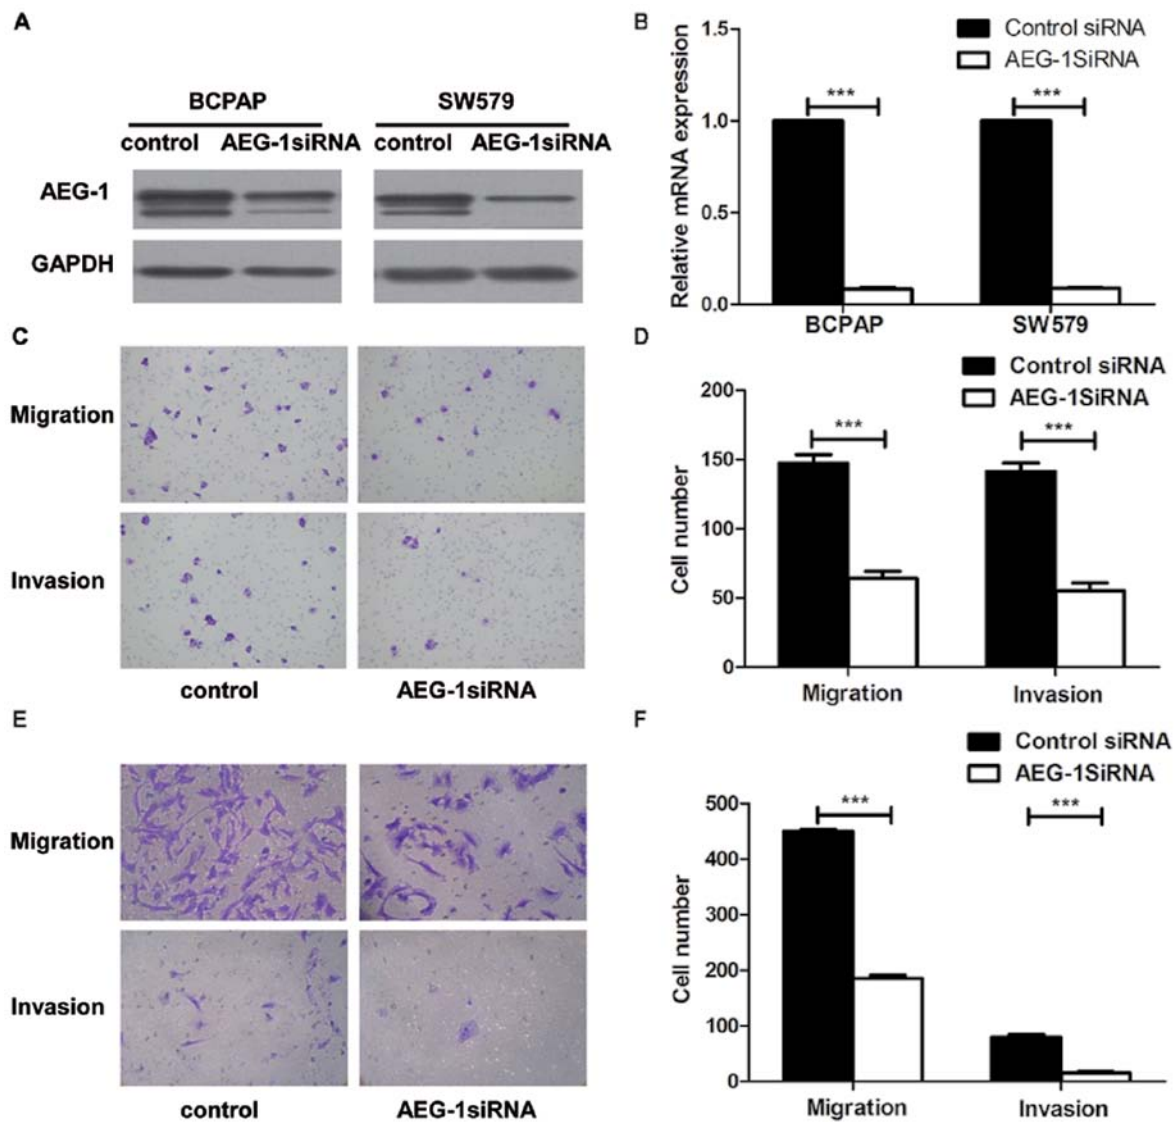 A
BCPAP SW579
control AEG-1siRNA control AEG-1siRNA
AEG-1
GAPDH
B
Control siRNA
AEG-1SiRNA
Relative mRNA expression
1.5
1.0
0.5
0.0
*** ***
BCPAP SW579
C
Migration
Invasion
control AEG-1siRNA
D
Control siRNA
AEG-1SiRNA
Cell number
200
150
100
50
0
*** ***
Migration Invasion
E
Migration
Invasion
control AEG-1siRNA
F
Control siRNA
AEG-1SiRNA
Cell number
500
400
300
200
100
0
*** ***
Migration Invasion